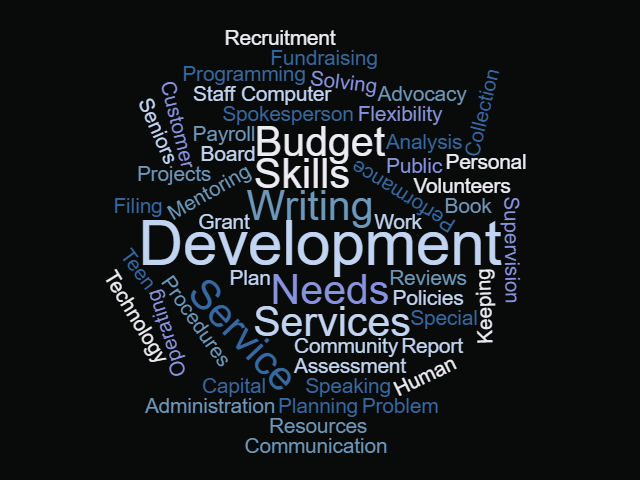 Recruitment
Fundraising
Programming Solving
Staff Computer Advocacy
Collection
Customer
Seniors
Spokesperson Flexibility
Payroll Budget Analysis
Board Skills Public Personal
Projects Mentoring Performance Volunteers
Filing Writing Book
Grant Work
Supervision
Development
Teen Plan Needs Reviews
Technology
Operating
Procedures
Service
Policies
Keeping
Services Special
Community Report
Assessment
Human
Capital Speaking
Administration Planning Problem
Resources
Communication